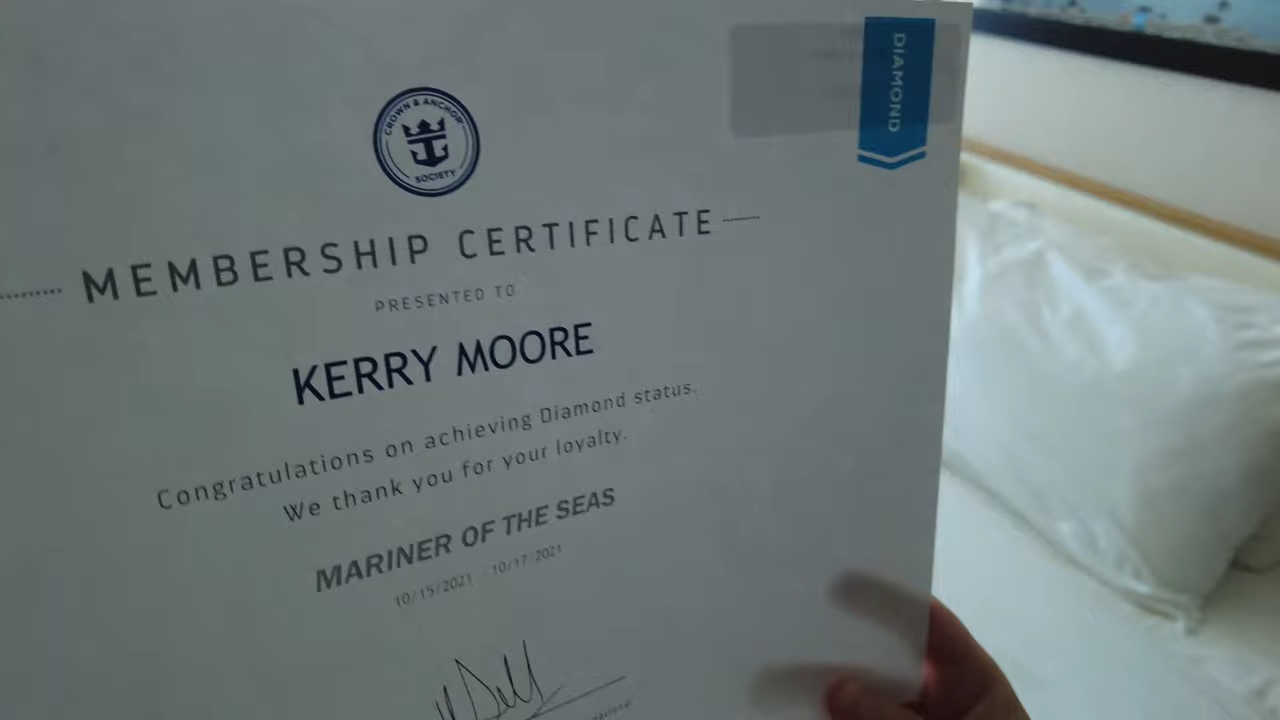 DIAMOND
CROWN & ANCHOR
SOCIETY
MEMBERSHIP CERTIFICATE
PRESENTED TO
KERRY MOORE
Congratulations on achieving Diamond status.
We thank you for your loyalty.
MARINER OF THE SEAS
10/15/2021 - 10/17/2021